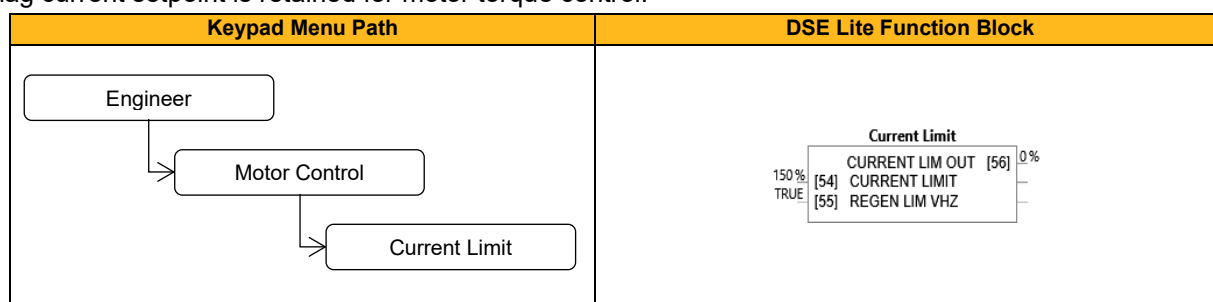 flag current setpoint is retained for motor torque control.
Keypad Menu Path
DSE Lite Function Block
Engineer
Motor Control
Current Limit
Current Limit
CURRENT LIM OUT [56] 0%
150% [54] CURRENT LIMIT
TRUE [55] REGEN LIM VHZ